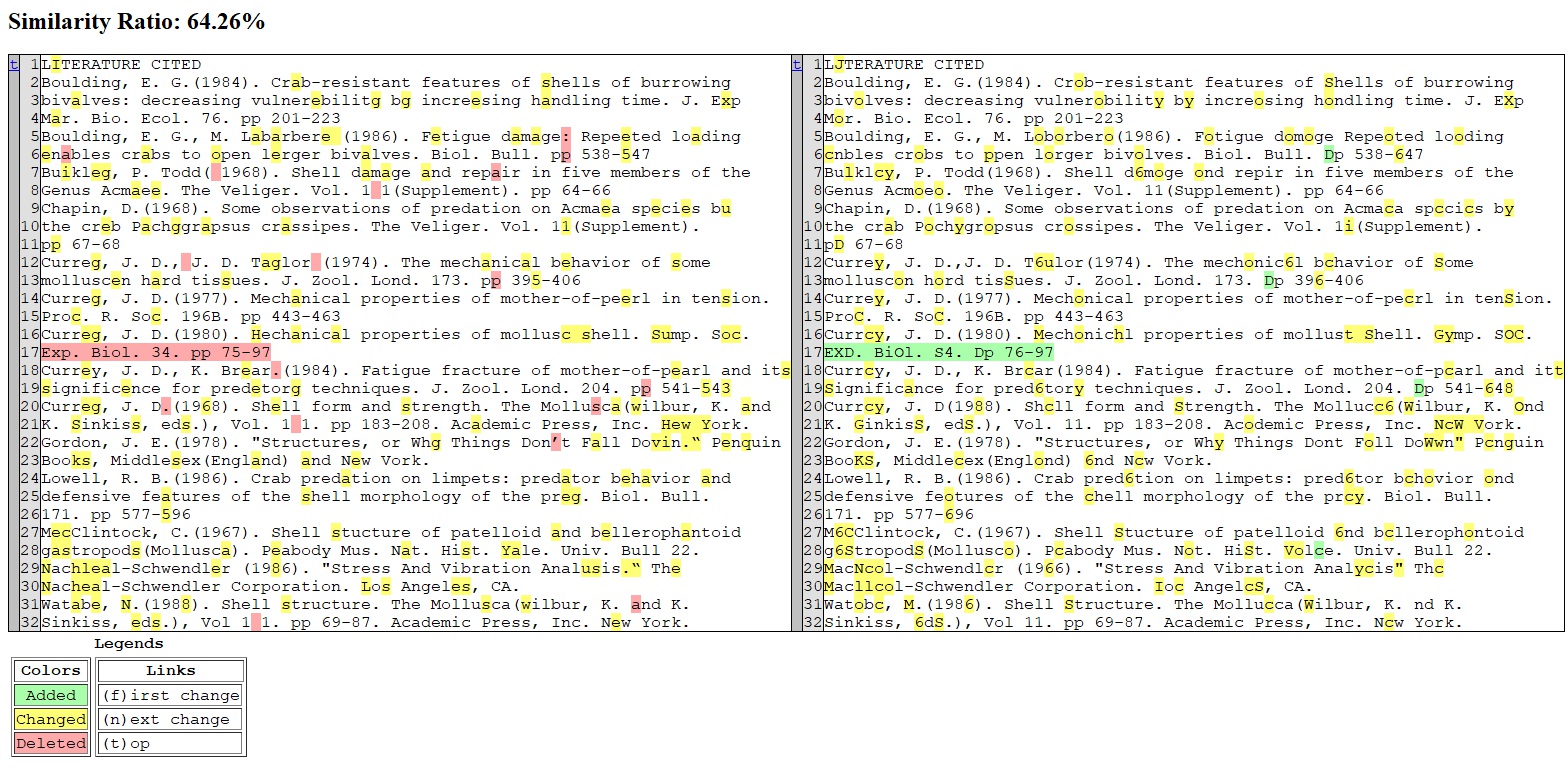 Similarity Ratio: 64.26%
t 1 LITERATURE CITED
2 Boulding, E. G.(1984). Crab-resistant features of shells of burrowing
3 bivalves: decreasing vulnerebilitg bg increesing handling time. J. Exp
4 Mar. Bio. Ecol. 76. pp 201-223
5 Boulding, E. G., M. Labarbere (1986). Fetigue damage: Repeeted loading
6 enables crabs to open lerger bivalves. Biol. Bull. pp 538-547
7 Buikleg, P. Todd( 1968). Shell damage and repair in five members of the
8 Genus Acmaee. The Veliger. Vol. 1 1(Supplement). pp 64-66
9 Chapin, D.(1968). Some observations of predation on Acmaea species bu
10 the creb Pachggrapsus crassipes. The Veliger. Vol. 11(Supplement).
11 pp 67-68
12 Curreg, J. D., J. D. Taglor (1974). The mechanical behavior of some
13 molluscen hard tissues. J. Zool. Lond. 173. pp 395-406
14 Curreg, J. D.(1977). Mechanical properties of mother-of-peerl in tension.
15 Proc. R. Soc. 196B. pp 443-463
16 Curreg, J. D.(1980). Hechanical properties of mollusc shell. Sump. Soc.
17 Exp. Biol. 34. pp 75-97
18 Currey, J. D., K. Brear.(1984). Fatigue fracture of mother-of-pearl and its
19 significence for predetorg techniques. J. Zool. Lond. 204. pp 541-543
20 Curreg, J. D.(1968). Shell form and strength. The Mollusca(wilbur, K. and
21 K. Sinkiss, eds.), Vol. 1 1. pp 183-208. Academic Press, Inc. Hew York.
22 Gordon, J. E.(1978). "Structures, or Whg Things Don’t Fall Dovin.“ Penquin
23 Books, Middlesex(England) and New Vork.
24 Lowell, R. B.(1986). Crab predation on limpets: predator behavior and
25 defensive features of the shell morphology of the preg. Biol. Bull.
26 171. pp 577-596
27 MecClintock, C.(1967). Shell stucture of patelloid and bellerophantoid
28 gastropods(Mollusca). Peabody Mus. Nat. Hist. Yale. Univ. Bull 22.
29 Nachleal-Schwendler (1986). "Stress And Vibration Analusis.“ The
30 Nacheal-Schwendler Corporation. Los Angeles, CA.
31 Watabe, N.(1988). Shell structure. The Mollusca(wilbur, K. and K.
32 Sinkiss, eds.), Vol 1 1. pp 69-87. Academic Press, Inc. New York.
t 1 LJTERATURE CITED
2 Boulding, E. G.(1984). Crob-resistant features of Shells of burrowing
3 bivolves: decreasing vulnerobility by increosing hondling time. J. EXp
4 Mor. Bio. Ecol. 76. pp 201-223
5 Boulding, E. G., M. Loborbero(1986). Fotigue domoge Repeoted looding
6 cnbles crobs to ppen lorger bivolves. Biol. Bull. Dp 538-647
7 Bulklcy, P. Todd(1968). Shell d6moge ond repir in five members of the
8 Genus Acmoeo. The Veliger. Vol. 11(Supplement). pp 64-66
9 Chapin, D.(1968). Some observations of predation on Acmaca spccics by
10 the crab Pochygropsus crossipes. The Veliger. Vol. 1i(Supplement).
11 pD 67-68
12 Currey, J. D.,J. D. T6ulor(1974). The mechonic6l bchavior of Some
13 molluscon hord tisSues. J. Zool. Lond. 173. Dp 396-406
14 Currey, J. D.(1977). Mechonical properties of mother-of-pecrl in tenSion.
15 ProC. R. SoC. 196B. pp 443-463
16 Currcy, J. D.(1980). Mechonichl properties of mollust Shell. Gymp. SOC.
17 EXD. BiOl. S4. Dp 76-97
18 Currcy, J. D., K. Brcar(1984). Fatigue fracture of mother-of-pcarl and itt
19 Significance for pred6tory techniques. J. Zool. Lond. 204. Dp 541-648
20 Currcy, J. D(1988). Shcll form and Strength. The Mollucc6(Wilbur, K. Ond
21 K. GinkisS, edS.), Vol. 11. pp 183-208. Acodemic Press, Inc. NcW Vork.
22 Gordon, J. E.(1978). "Structures, or Why Things Dont Foll DoWwn" Pcnguin
23 BooKS, Middlecex(Englond) 6nd Ncw Vork.
24 Lowell, R. B.(1986). Crab pred6tion on limpets: pred6tor bchovior ond
25 defensive feotures of the chell morphology of the prcy. Biol. Bull.
26 171. pp 577-696
27 M6CClintock, C.(1967). Shell Stucture of patelloid 6nd bcllerophontoid
28 g6StropodS(Mollusco). Pcabody Mus. Not. HiSt. Volce. Univ. Bull 22.
29 MacNcol-Schwendlcr (1966). "Stress And Vibration Analycis" Thc
30 Macllcol-Schwendler Corporation. Ioc AngelcS, CA.
31 Watobc, M.(1986). Shell Structure. The Mollucca(Wilbur, K. nd K.
32 Sinkiss, 6dS.), Vol 11. pp 69-87. Academic Press, Inc. Ncw York.
Legends
Colors Links
Added (f)irst change
Changed (n)ext change
Deleted (t)op